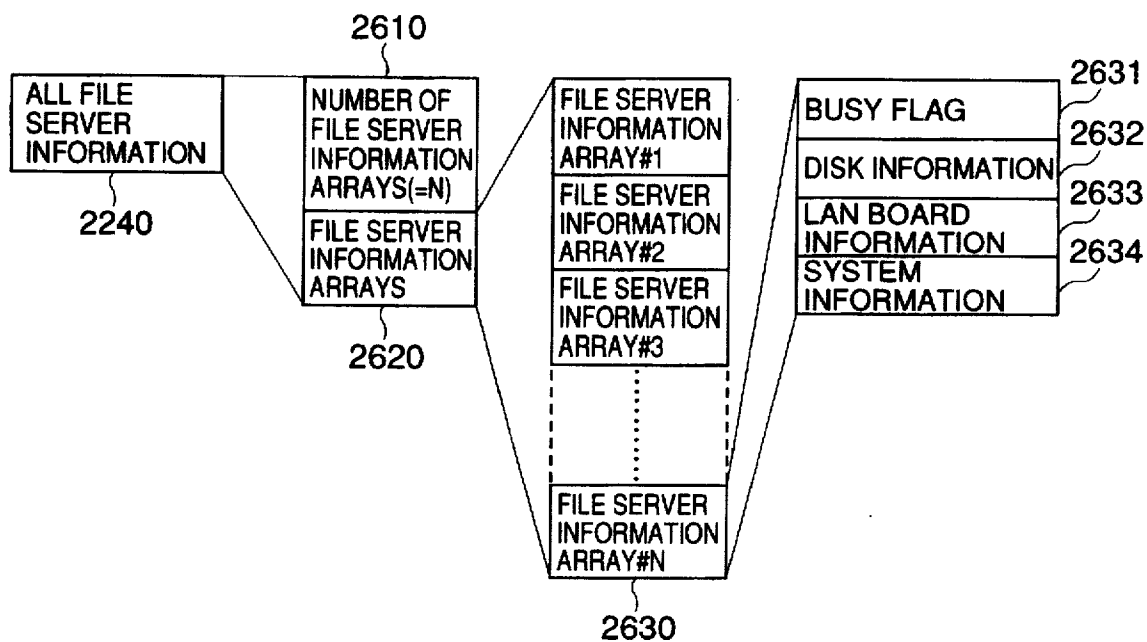 2610
ALL FILE
SERVER
INFORMATION
2240
NUMBER OF
FILE SERVER
INFORMATION
ARRAYS(=N)
FILE SERVER
INFORMATION
ARRAYS
2620
FILE SERVER
INFORMATION
ARRAY#1
FILE SERVER
INFORMATION
ARRAY#2
FILE SERVER
INFORMATION
ARRAY#3
FILE SERVER
INFORMATION
ARRAY#N
2630
BUSY FLAG
2631
DISK INFORMATION
2632
LAN BOARD
INFORMATION
2633
SYSTEM
INFORMATION
2634